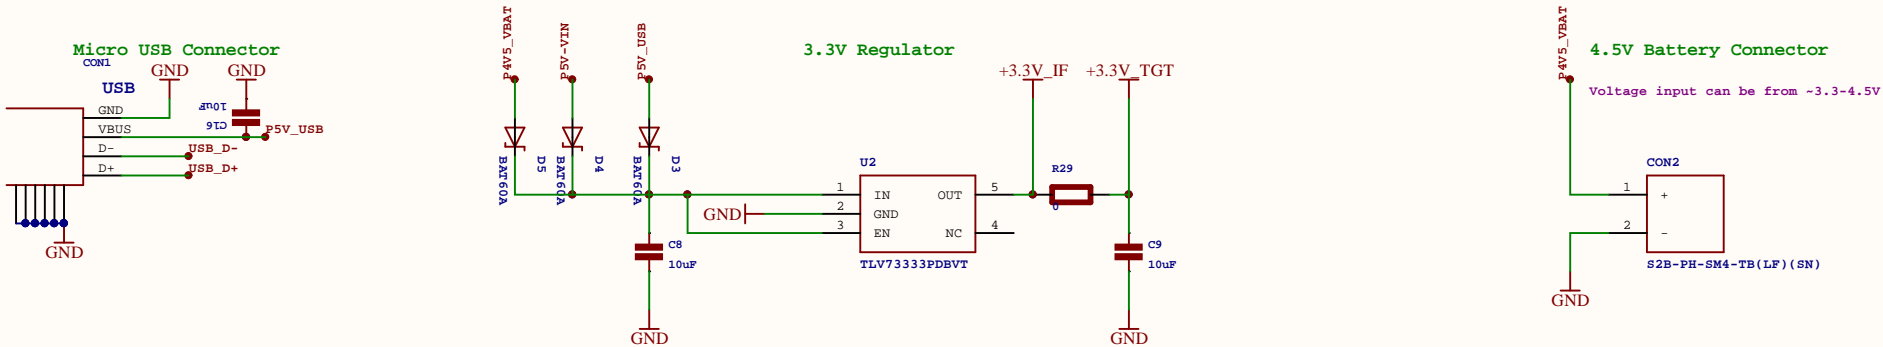 Micro USB Connector
CON1
USB
GND
GND
10uF
C16
GND
VBUS
D-
D+
P5V_USB
USB_D-
USB_D+
GND
P4V5_VBAT
P5V-VIN
P5V_USB
3.3V Regulator
D5
BAT60A
D4
BAT60A
D3
BAT60A
+3.3V_IF
+3.3V_TGT
U2
R29
0
1
IN
OUT
5
GND
2
GND
3
EN
NC
4
TLV73333PDBVT
C8
10uF
C9
10uF
GND
GND
P4V5_VBAT
4.5V Battery Connector
Voltage input can be from ~3.3-4.5V
CON2
1
+
2
-
S2B-PH-SM4-TB(LF)(SN)
GND